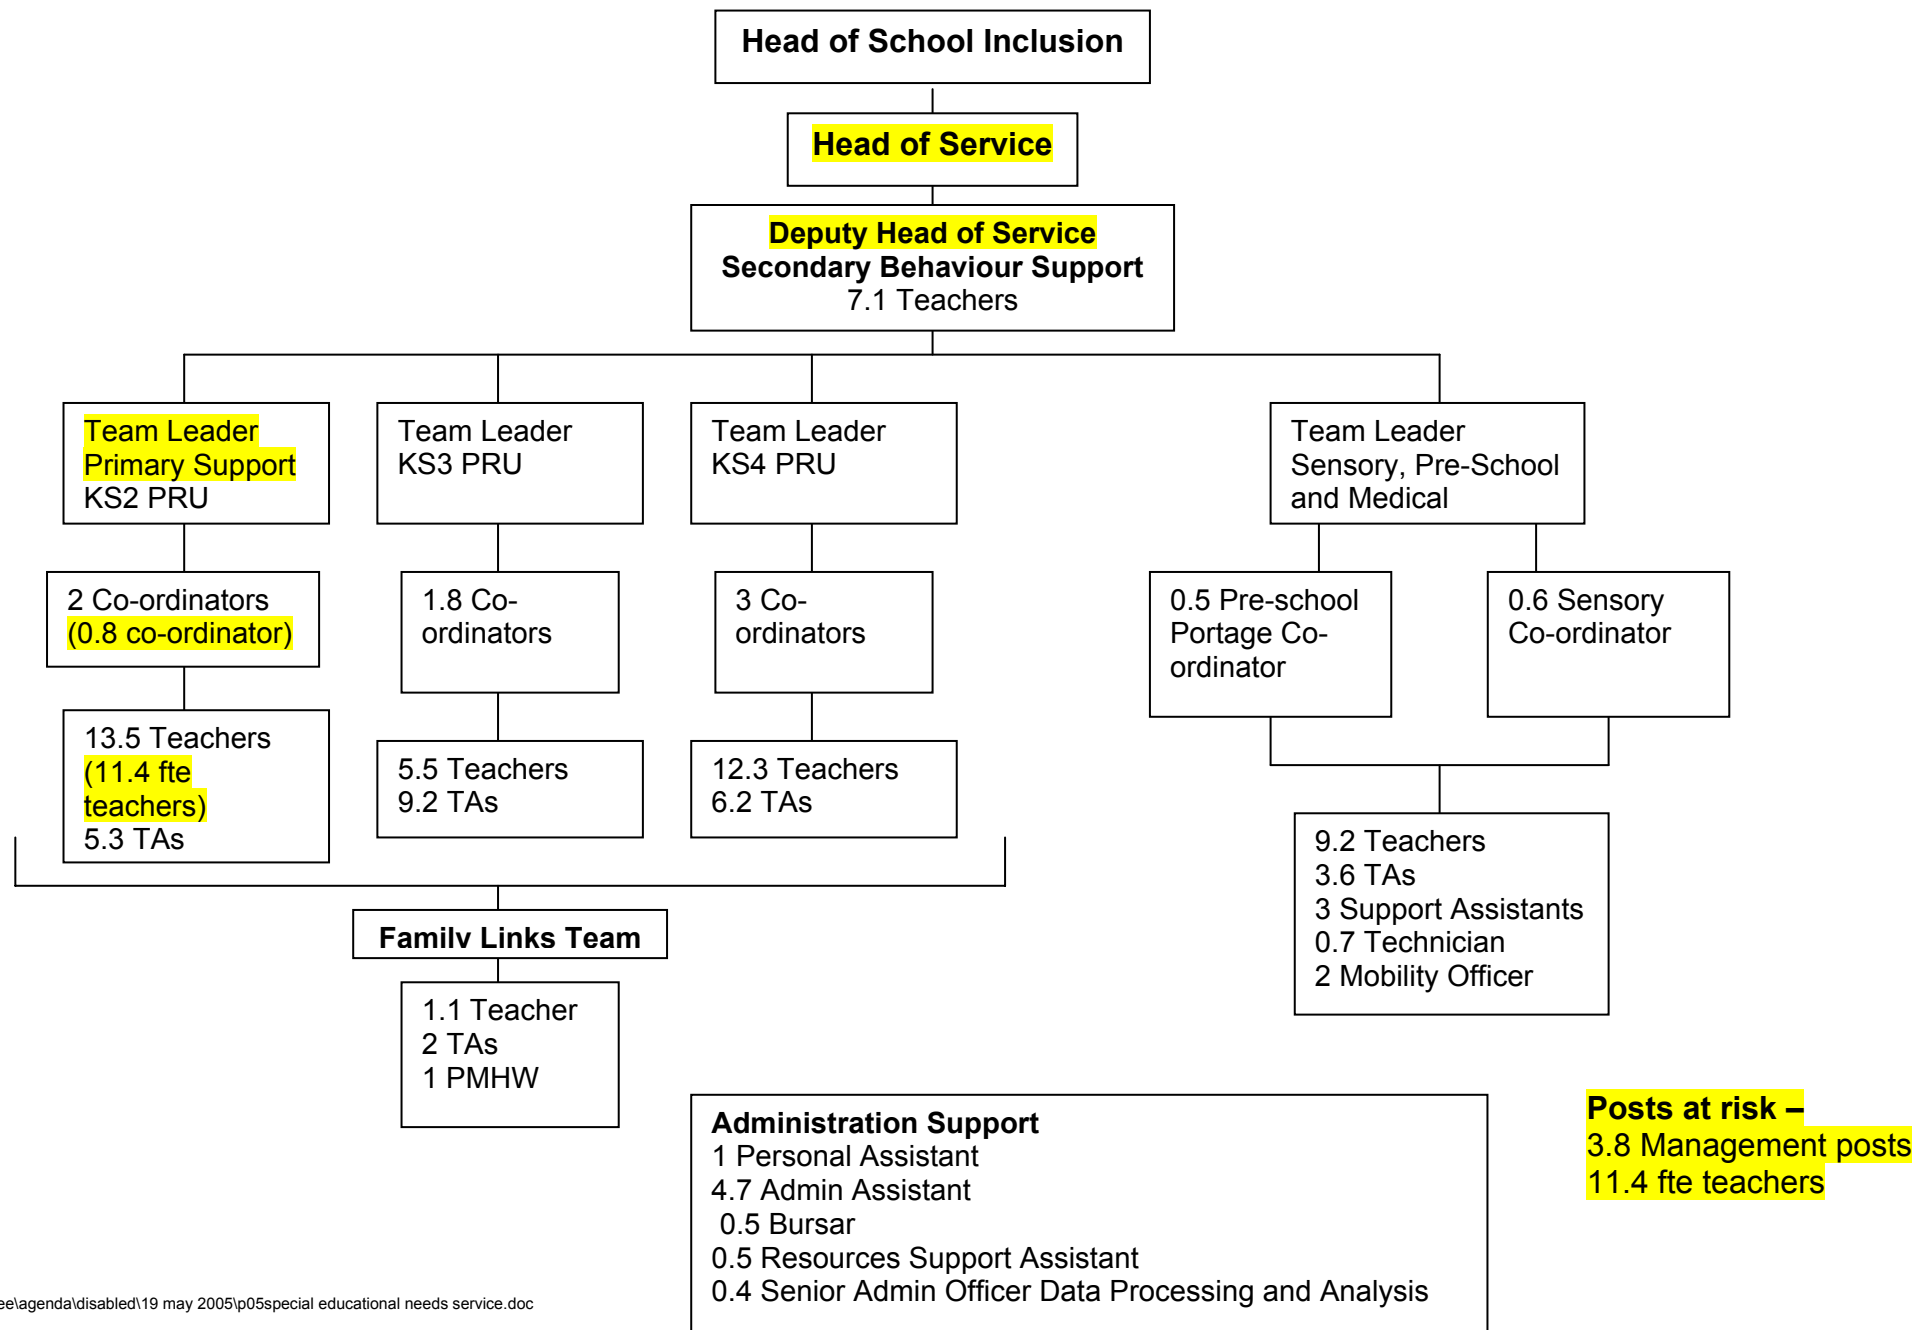 Head of School Inclusion
Head of Service
Deputy Head of Service
Secondary Behaviour Support
7.1 Teachers
Team Leader
Primary Support
KS2 PRU
Team Leader
KS3 PRU
Team Leader
KS4 PRU
Team Leader
Sensory, Pre-School
and Medical
2 Co-ordinators
(0.8 co-ordinator)
1.8 Co-
ordinators
3 Co-
ordinators
0.5 Pre-school
Portage Co-
ordinator
0.6 Sensory
Co-ordinator
13.5 Teachers
(11.4 fte
teachers)
5.3 TAs
5.5 Teachers
9.2 TAs
12.3 Teachers
6.2 TAs
9.2 Teachers
3.6 TAs
3 Support Assistants
0.7 Technician
2 Mobility Officer
Family Links Team
1.1 Teacher
2 TAs
1 PMHW
Administration Support
1 Personal Assistant
4.7 Admin Assistant
0.5 Bursar
0.5 Resources Support Assistant
0.4 Senior Admin Officer Data Processing and Analysis
Posts at risk –
3.8 Management posts
11.4 fte teachers
ee\agenda\disabled\19 may 2005\p05special educational needs service.doc